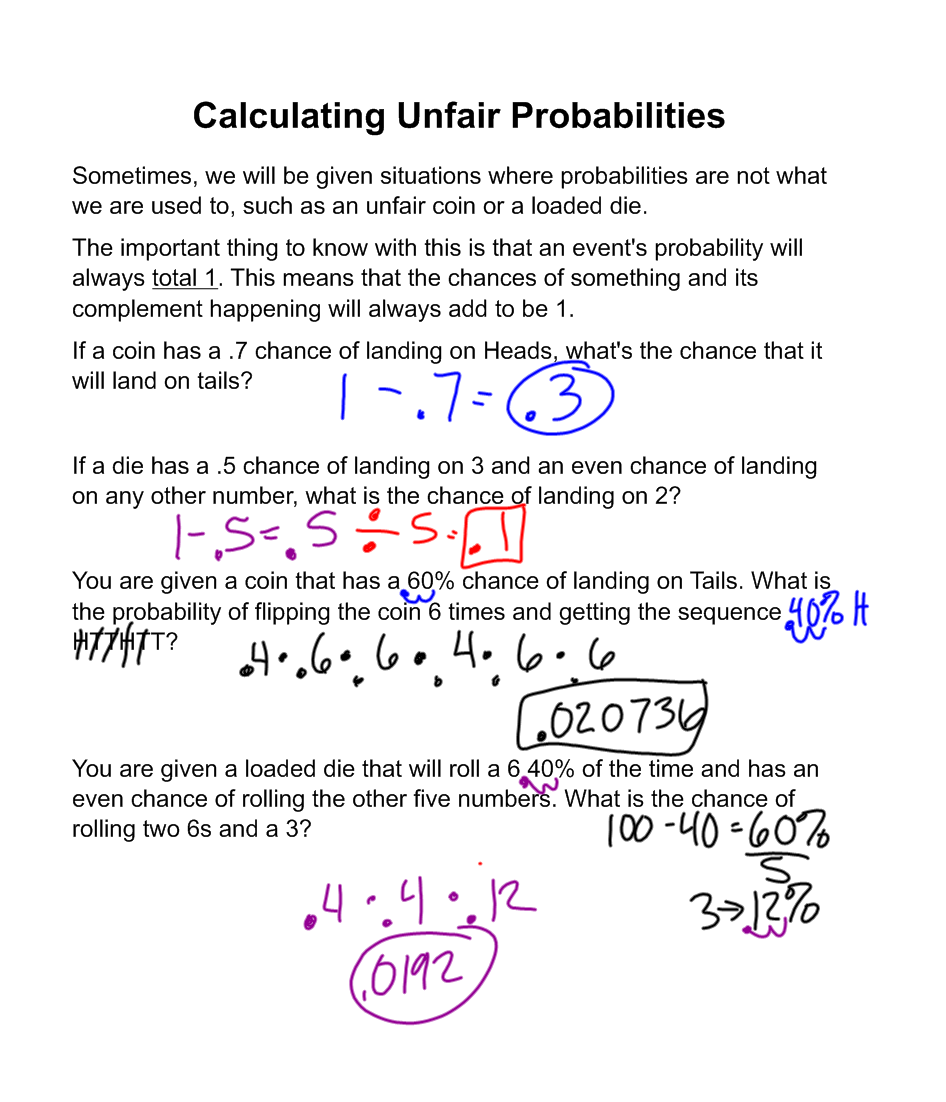 Calculating Unfair Probabilities
Sometimes, we will be given situations where probabilities are not what
we are used to, such as an unfair coin or a loaded die.
The important thing to know with this is that an event's probability will
always total 1. This means that the chances of something and its
complement happening will always add to be 1.
If a coin has a .7 chance of landing on Heads, what's the chance that it
will land on tails?
1 - .7 = .3
If a die has a .5 chance of landing on 3 and an even chance of landing
on any other number, what is the chance of landing on 2?
1 - .5 = .5 ÷ 5 = .1
You are given a coin that has a 60% chance of landing on Tails. What is
the probability of flipping the coin 6 times and getting the sequence
.40% H
HTTHTT?
.4 · .6 · .6 · .4 · .6 · .6
.020736
You are given a loaded die that will roll a 6 40% of the time and has an
even chance of rolling the other five numbers. What is the chance of
rolling two 6s and a 3?
100 - 40 = 60%
5
3 → .12%
.4 · .4 · .12
.0192